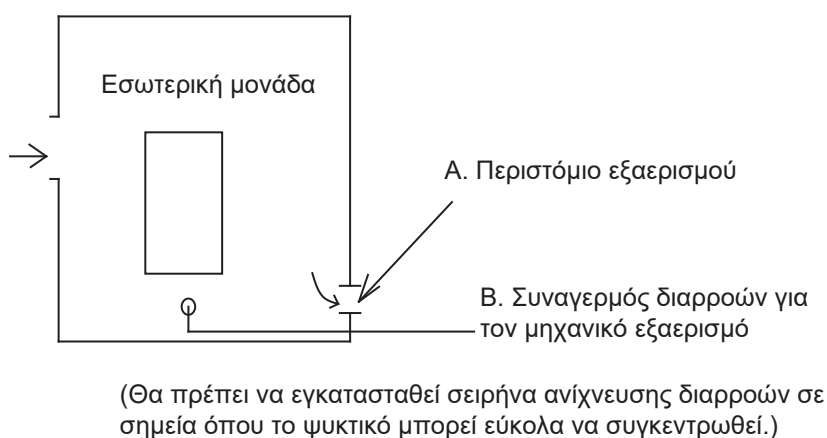 Εσωτερική μονάδα
Α. Περιστόμιο εξαερισμού
Β. Συναγερμός διαρροών για
τον μηχανικό εξαερισμό
(Θα πρέπει να εγκατασταθεί σειρήνα ανίχνευσης διαρροών σε
σημεία όπου το ψυκτικό μπορεί εύκολα να συγκεντρωθεί.)